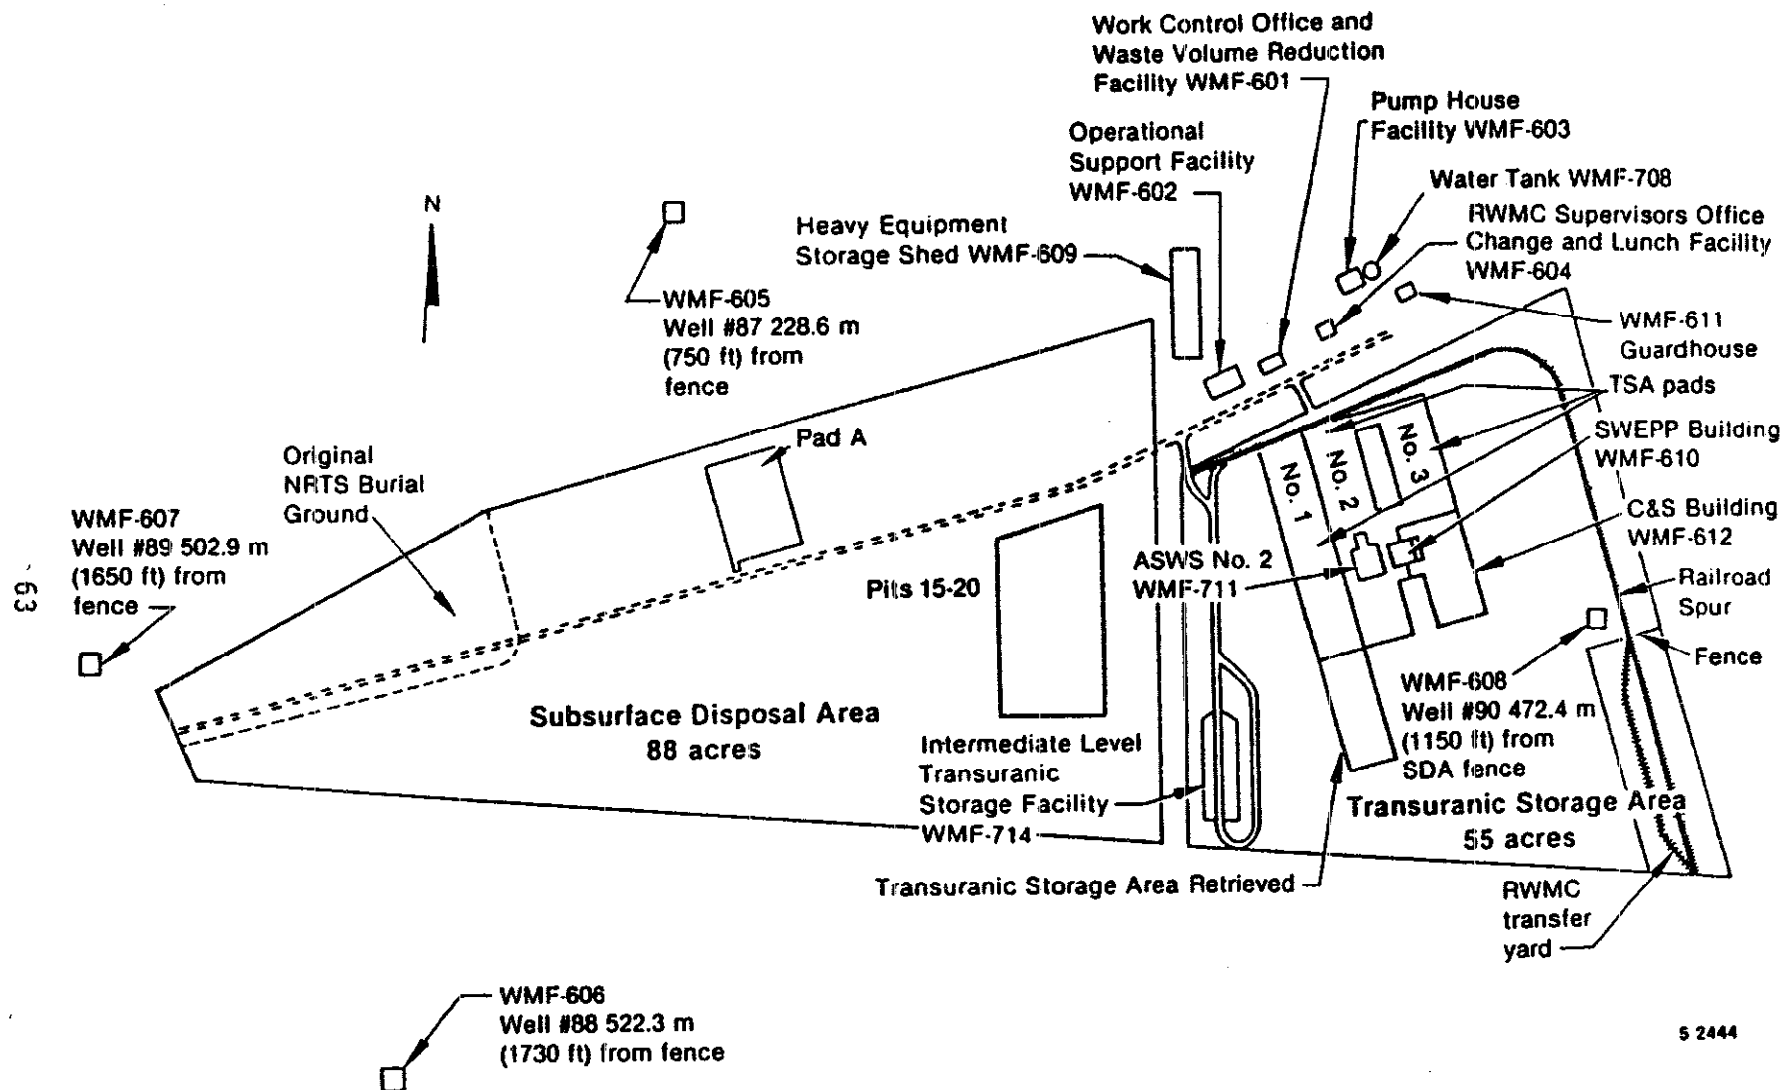 Work Control Office and
Waste Volume Reduction
Facility WMF-601
Pump House
Facility WMF-603
Operational
Support Facility
WMF-602
Water Tank WMF-708
RWMC Supervisors Office
Change and Lunch Facility
WMF-604
N
Heavy Equipment
Storage Shed WMF-609
WMF-605
Well #87 228.6 m
(750 ft) from
fence
WMF-611
Guardhouse
TSA pads
SWEPP Building
WMF-610
C&S Building
WMF-612
Railroad
Spur
Fence
Pad A
Original
NRTS Burial
Ground
No. 1
No. 2
No. 3
WMF-607
Well #89 502.9 m
(1650 ft) from
fence
ASWS No. 2
WMF-711
Pits 15-20
63
Subsurface Disposal Area
88 acres
WMF-608
Well #90 472.4 m
(1150 ft) from
SDA fence
Intermediate Level
Transuranic
Storage Facility
WMF-714
Transuranic Storage Area
55 acres
Transuranic Storage Area Retrieved
RWMC
transfer
yard
WMF-606
Well #88 522.3 m
(1730 ft) from fence
5 2444